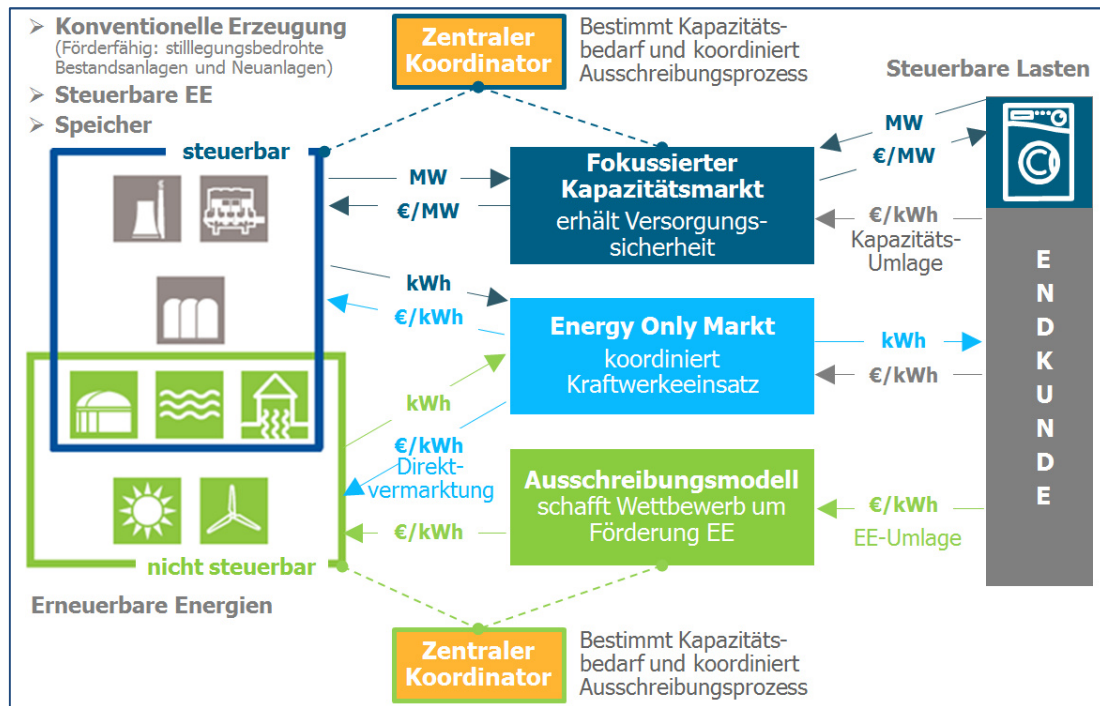 ➢ Konventionelle Erzeugung
(Förderfähig: stilllegungsbedrohte
Bestandsanlagen und Neuanlagen)
➢ Steuerbare EE
➢ Speicher
Zentraler
Koordinator
Bestimmt Kapazitäts-
bedarf und koordiniert
Ausschreibungsprozess
Steuerbare Lasten
steuerbar
MW
€/MW
Fokussierter
Kapazitätsmarkt
erhält Versorgungs-
sicherheit
MW
€/MW
€/kWh
Kapazitäts-
Umlage
kWh
€/kWh
Energy Only Markt
koordiniert
Kraftwerkeeinsatz
kWh
€/kWh
kWh
€/kWh
Direkt-
vermarktung
€/kWh
Ausschreibungsmodell
schafft Wettbewerb um
Förderung EE
€/kWh
EE-Umlage
E
N
D
K
U
N
D
E
nicht steuerbar
Erneuerbare Energien
Zentraler
Koordinator
Bestimmt Kapazitäts-
bedarf und koordiniert
Ausschreibungsprozess